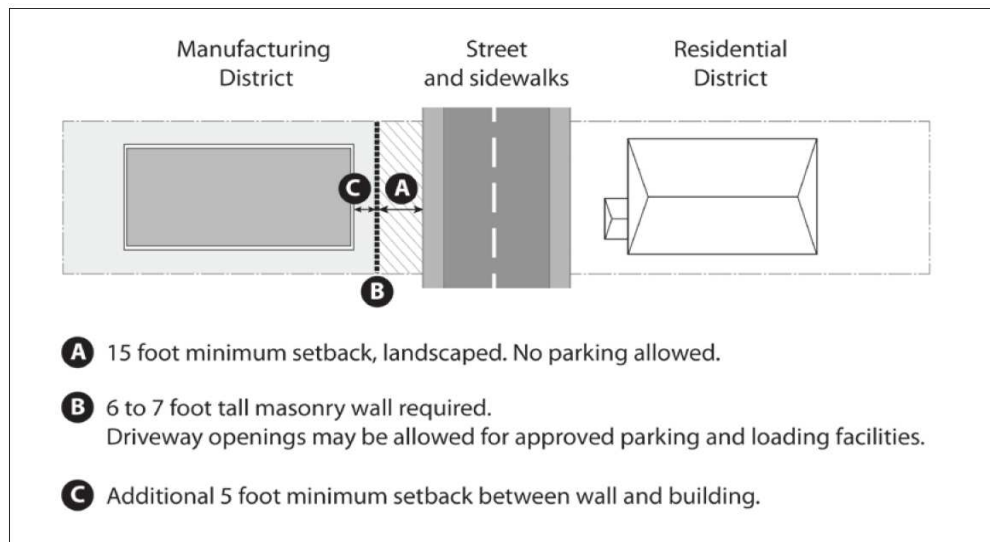 Manufacturing
District
Street
and sidewalks
Residential
District
C
A
B
A 15 foot minimum setback, landscaped. No parking allowed.
B 6 to 7 foot tall masonry wall required.
Driveway openings may be allowed for approved parking and loading facilities.
C Additional 5 foot minimum setback between wall and building.